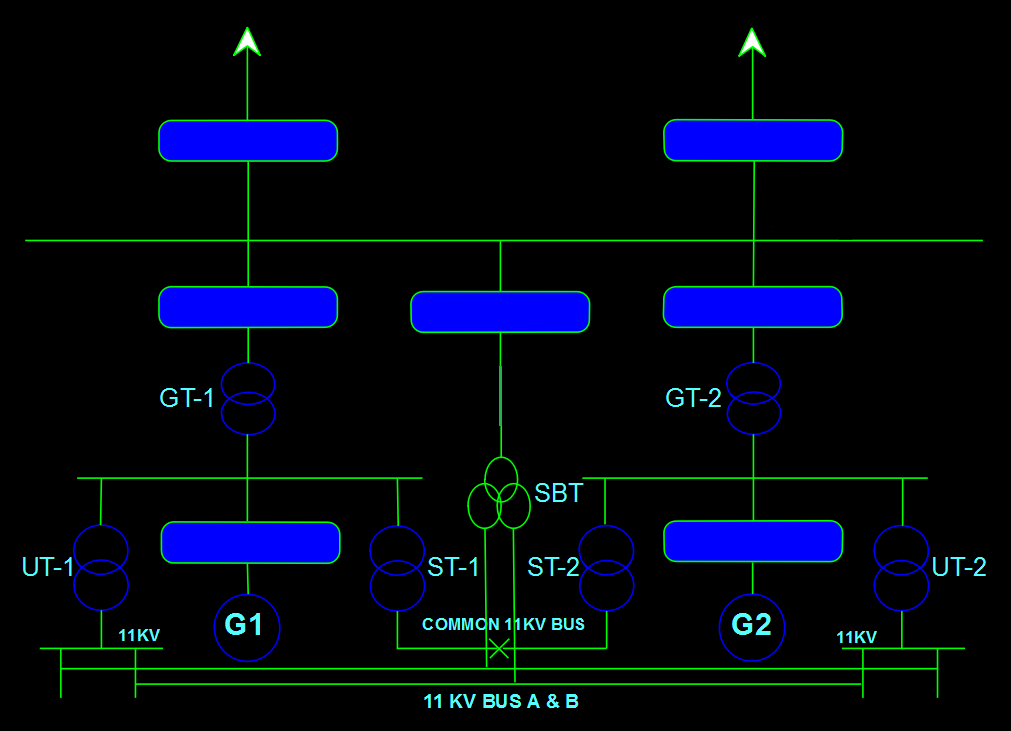 GT-1
GT-2
SBT
UT-1
ST-1
ST-2
UT-2
G1
COMMON 11KV BUS
G2
11KV
11KV
11 KV BUS A & B